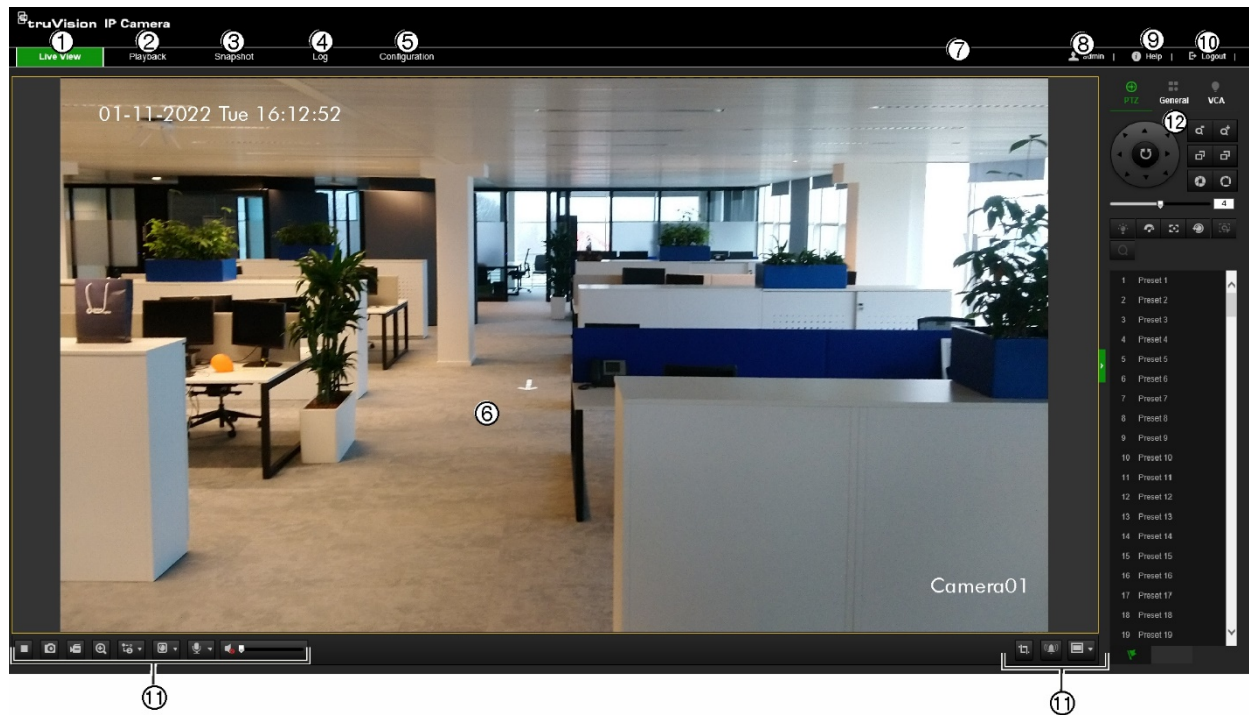 truVision IP Camera
① ② ③ ④ ⑤ ⑦ ⑧ ⑨ ⑩
Live View Playback Snapshot Log Configuration admin | Help | Logout |
01-11-2022 Tue 16:12:52
PTZ General VCA
⑫
4
⑥
1 Preset 1
2 Preset 2
3 Preset 3
4 Preset 4
5 Preset 5
6 Preset 6
7 Preset 7
8 Preset 8
9 Preset 9
10 Preset 10
11 Preset 11
12 Preset 12
13 Preset 13
14 Preset 14
15 Preset 15
16 Preset 16
17 Preset 17
18 Preset 18
19 Preset 19
Camera01
⑪ ⑪